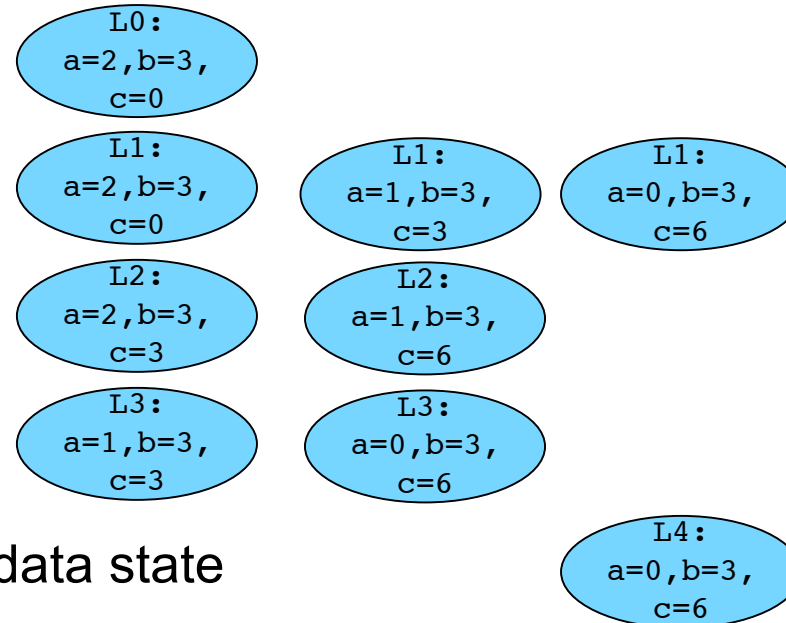 L0:
a=2,b=3,
c=0
L1:
a=2,b=3,
c=0
L1:
a=1,b=3,
c=3
L1:
a=0,b=3,
c=6
L2:
a=2,b=3,
c=3
L2:
a=1,b=3,
c=6
L3:
a=1,b=3,
c=3
L3:
a=0,b=3,
c=6
data state
L4:
a=0,b=3,
c=6